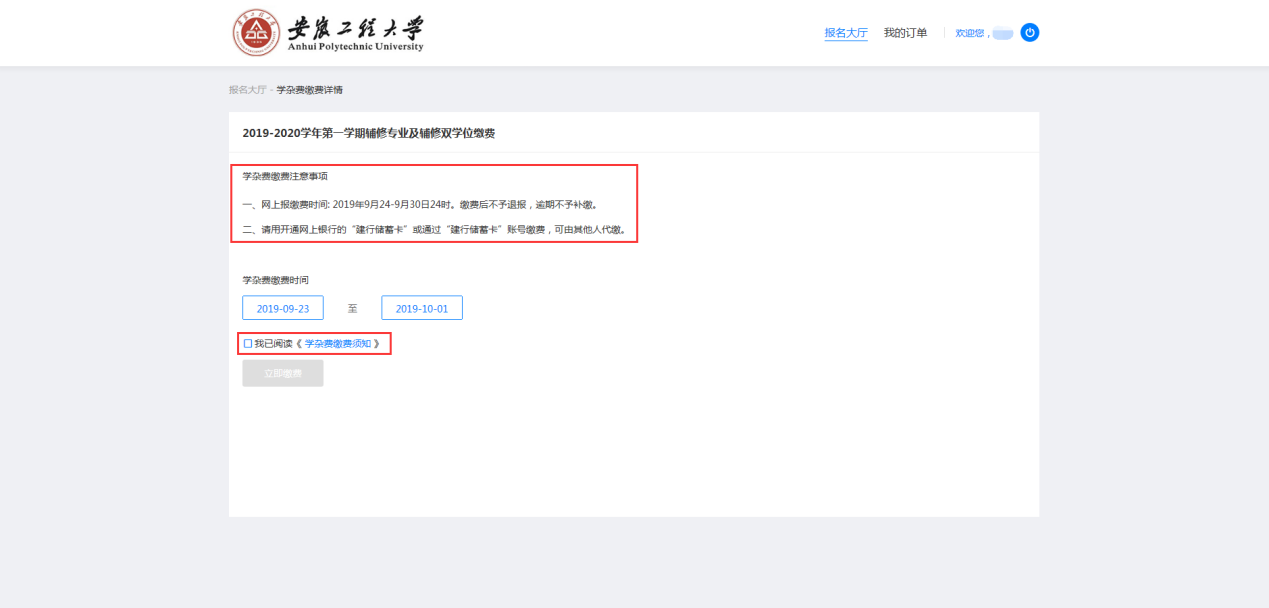 安徽工程大学
Anhui Polytechnic University
报名大厅 我的订单 欢迎您，
报名大厅 - 学杂费缴费详情
2019-2020学年第一学期辅修专业及辅修双学位缴费
学杂费缴费注意事项
一、网上报缴费时间: 2019年9月24-9月30日24时。缴费后不予退报，逾期不予补缴。
二、请用开通网上银行的“建行储蓄卡”或通过“建行储蓄卡”账号缴费，可由其他人代缴。
学杂费缴费时间
2019-09-23 至 2019-10-01
我已阅读《 学杂费缴费须知 》
立即缴费